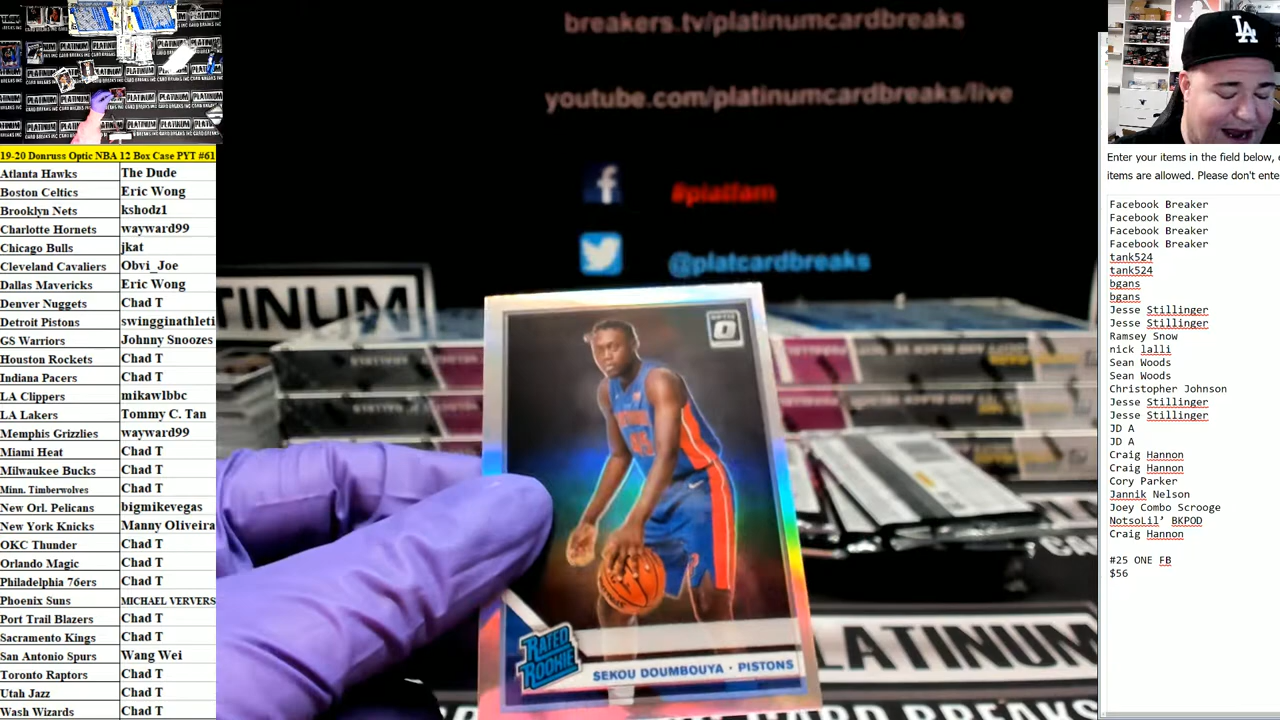 breakers.tv
/live
#platfam
@platcardbreaks
19-20 Donruss Optic NBA 12 Box Case PYT #61
Atlanta Hawks The Dude
Boston Celtics Eric Wong
Brooklyn Nets kshodz1
Charlotte Hornets wayward99
Chicago Bulls jkat
Cleveland Cavaliers Obvi_Joe
Dallas Mavericks Eric Wong
Denver Nuggets Chad T
Detroit Pistons swingginathleti
GS Warriors Johnny Snoozes
Houston Rockets Chad T
Indiana Pacers Chad T
LA Clippers mikawlbbc
LA Lakers Tommy C. Tan
Memphis Grizzlies wayward99
Miami Heat Chad T
Milwaukee Bucks Chad T
Minn. Timberwolves Chad T
New Orl. Pelicans bigmikevegas
New York Knicks Manny Oliveira
OKC Thunder Chad T
Orlando Magic Chad T
Philadelphia 76ers Chad T
Phoenix Suns MICHAEL VERVERS
Port Trail Blazers Chad T
Sacramento Kings Chad T
San Antonio Spurs Wang Wei
Toronto Raptors Chad T
Utah Jazz Chad T
Wash Wizards Chad T
OPTIC
RATED
ROOKIE
SEKOU DOUMBOUYA · PISTONS
PLATINUM
LA
Enter your items in the field below,
items are allowed. Please don't ente
Facebook Breaker
Facebook Breaker
Facebook Breaker
Facebook Breaker
tank524
tank524
bgans
bgans
Jesse Stillinger
Jesse Stillinger
Ramsey Snow
nick lalli
Sean Woods
Sean Woods
Christopher Johnson
Jesse Stillinger
Jesse Stillinger
JD A
JD A
Craig Hannon
Craig Hannon
Cory Parker
Jannik Nelson
Joey Combo Scrooge
NotsoLil’ BKPOD
Craig Hannon
#25 ONE FB
$56